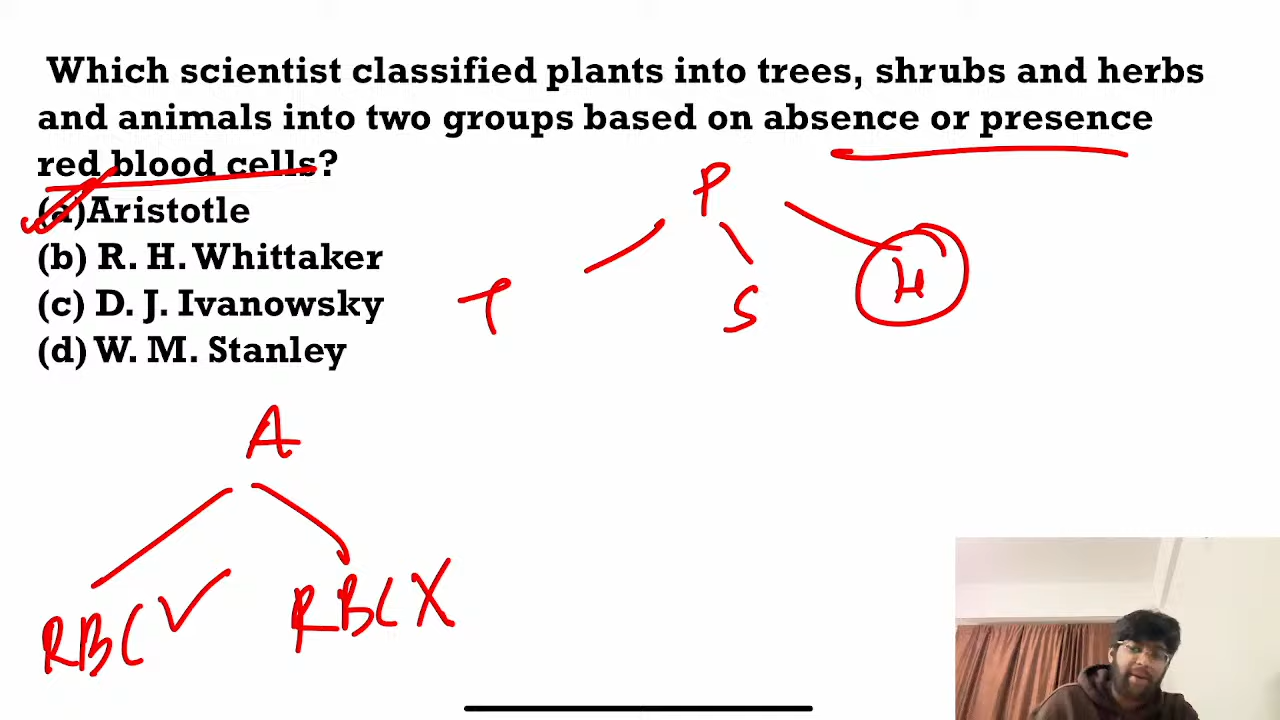 Which scientist classified plants into trees, shrubs and herbs
and animals into two groups based on absence or presence
red blood cells?
(a)Aristotle
(b) R. H. Whittaker
(c) D. J. Ivanowsky
(d) W. M. Stanley
P
T
S
H
A
RBC ✓
RBC X